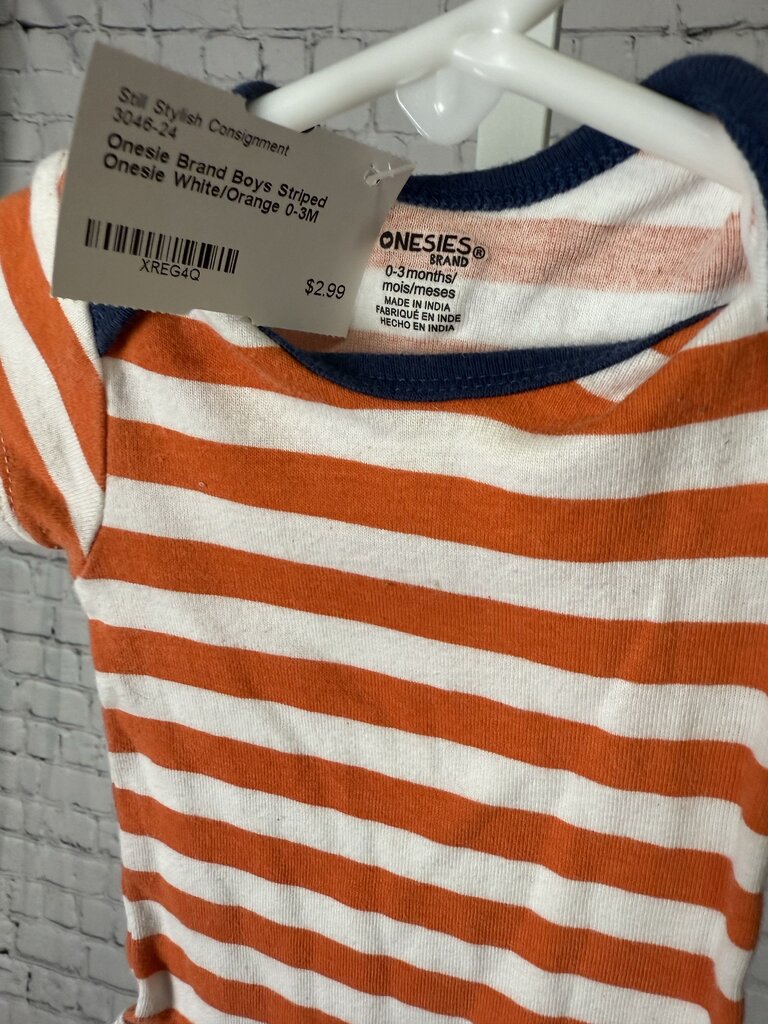 Still Stylish Consignment
3046-24
Onesie Brand Boys Striped
Onesie White/Orange 0-3M
XREG4Q
$2.99
ONESIES®
BRAND
0-3 months/
mois/meses
MADE IN INDIA
FABRIQUÉ EN INDE
HECHO EN INDIA